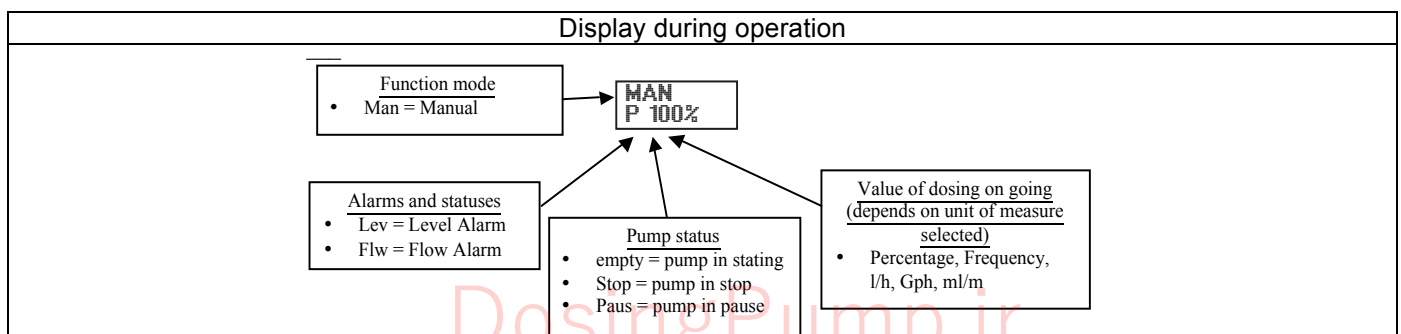 Display during operation
Function mode
• Man = Manual
MAN
P 100%
Alarms and statuses
• Lev = Level Alarm
• Flw = Flow Alarm
Pump status
• empty = pump in stating
• Stop = pump in stop
• Paus = pump in pause
Value of dosing on going
(depends on unit of measure
selected)
• Percentage, Frequency,
l/h, Gph, ml/m
DosingPump.ir